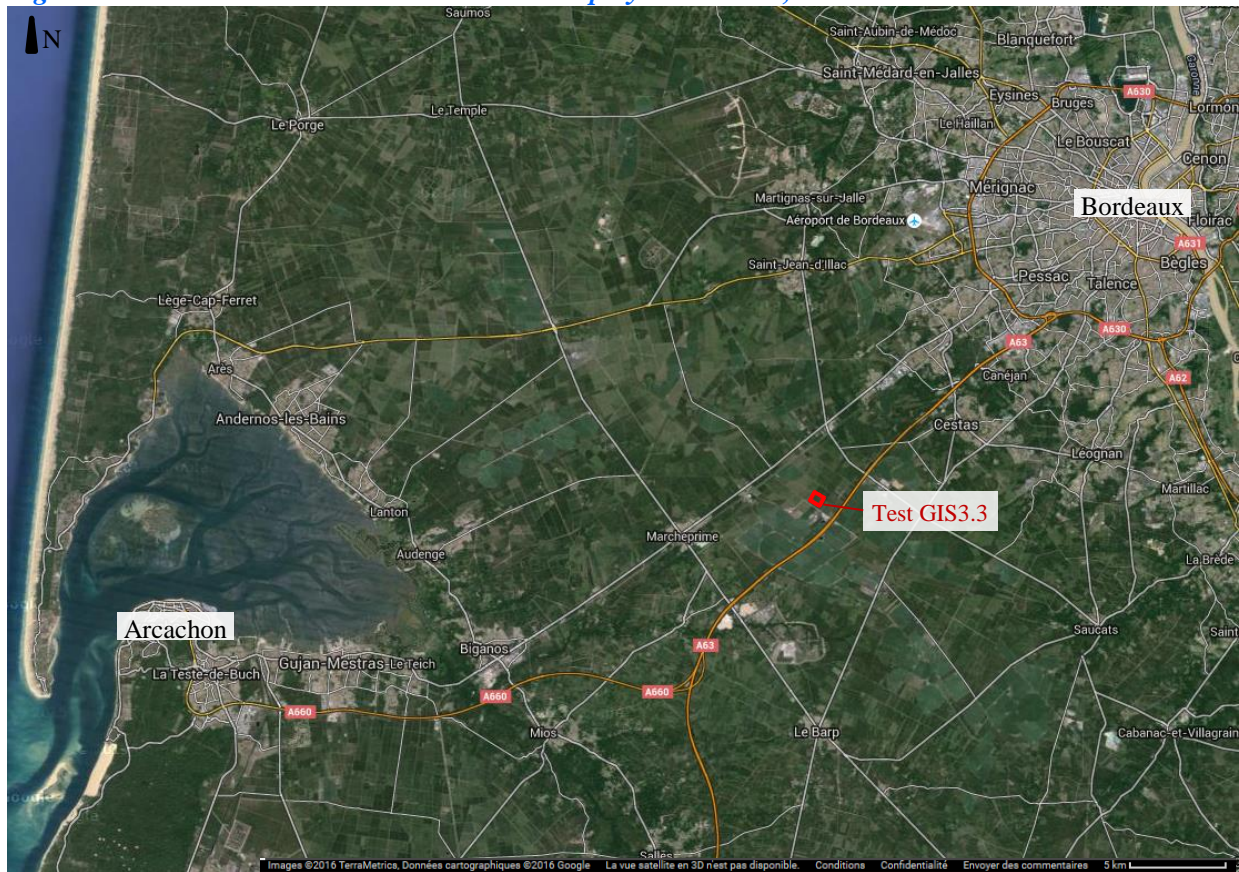 Saumos
N
Saint-Aubin-de-Médoc
Blanquefort
Garonne
Saint-Médard-en-Jalles
Eysines
A630
Bruges
Lormon
Le Temple
Le Porge
Le Haillan
Le Bouscat
Cenon
Mérignac
Martignas-sur-Jalle
Bordeaux
Aéroport de Bordeaux
Floirac
A631
Saint-Jean-d'Illac
Bègles
Pessac
Talence
Lège-Cap-Ferret
A630
A63
Arès
Canéjan
A62
Andernos-les-Bains
Cestas
Léognan
Martillac
Lanton
Test GIS3.3
Marcheprime
Audenge
La Brède
Arcachon
Saucats
Saint
Biganos
A63
Gujan-Mestras
Le Teich
La Teste-de-Buch
A660
A660
A660
Mios
Le Barp
Cabanac-et-Villagrain
Salles
Images ©2016 TerraMetrics, Données cartographiques ©2016 Google La vue satellite en 3D n'est pas disponible. Conditions Confidentialité Envoyer des commentaires 5 km